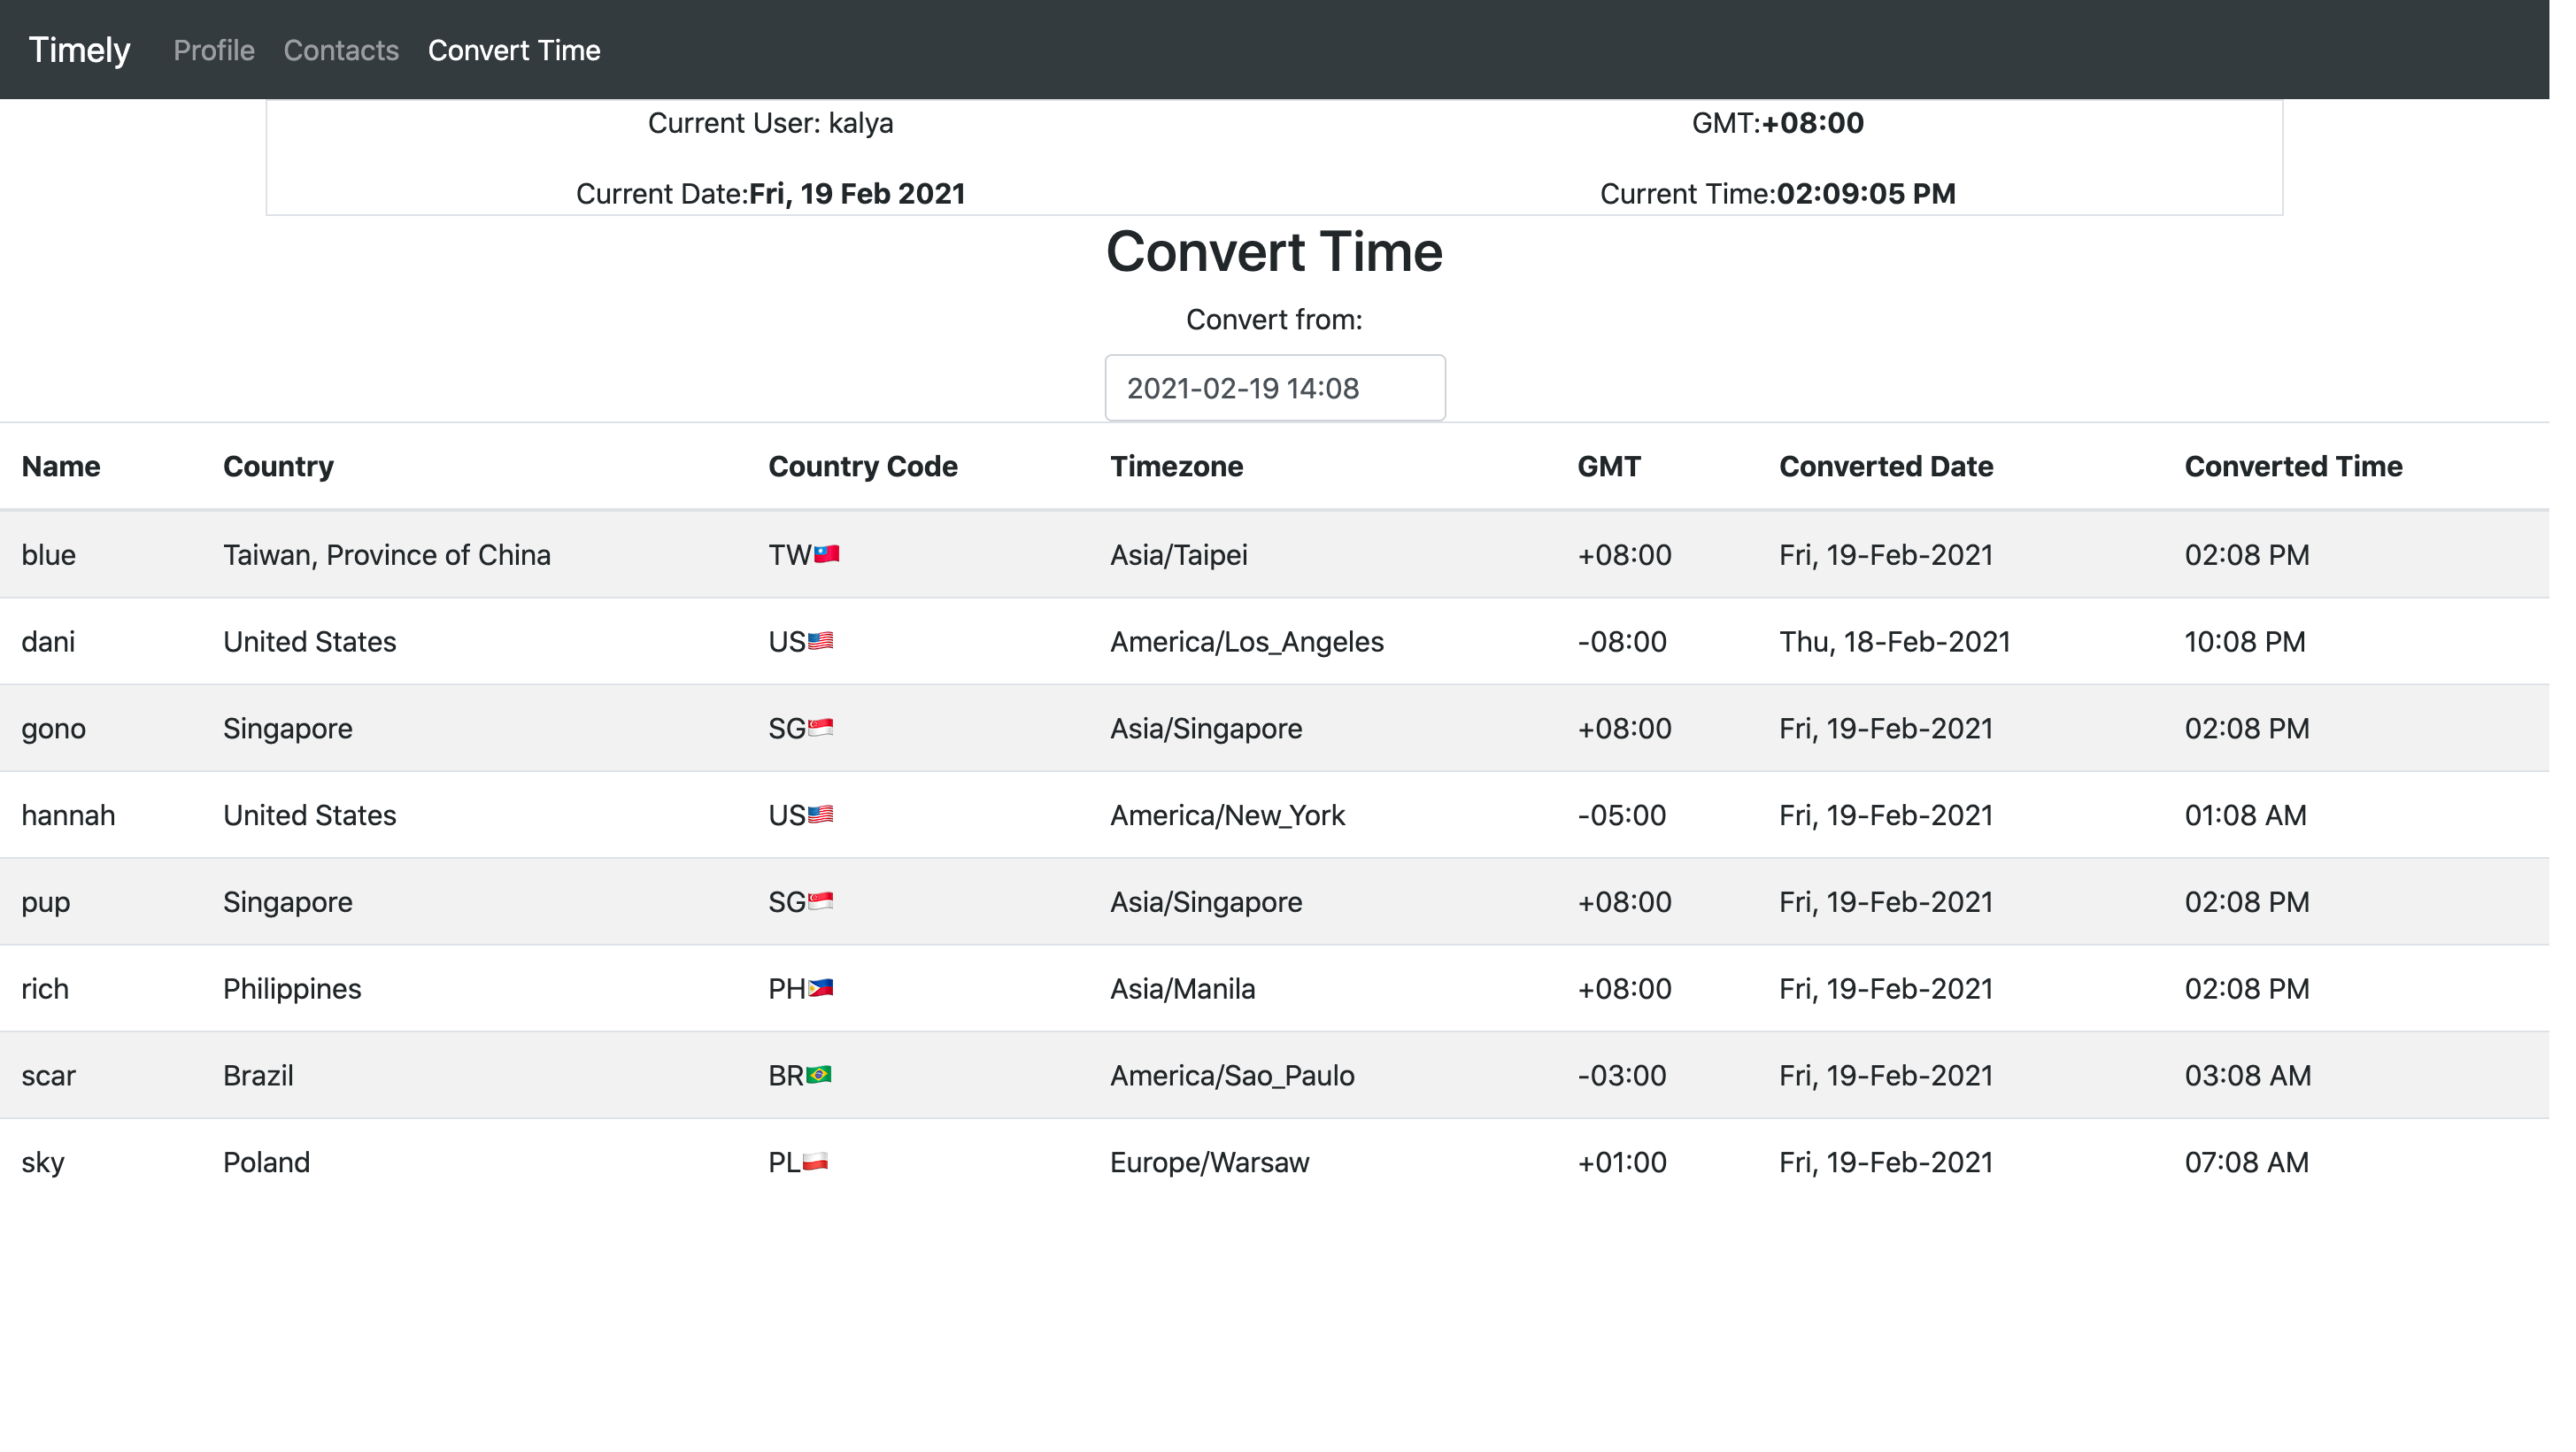 Timely Profile Contacts Convert Time
Current User: kalya GMT:+08:00
Current Date:Fri, 19 Feb 2021 Current Time:02:09:05 PM
Convert Time
Convert from:
2021-02-19 14:08
Name Country Country Code Timezone GMT Converted Date Converted Time
blue Taiwan, Province of China TW🇹🇼 Asia/Taipei +08:00 Fri, 19-Feb-2021 02:08 PM
dani United States US🇺🇸 America/Los_Angeles -08:00 Thu, 18-Feb-2021 10:08 PM
gono Singapore SG🇸🇬 Asia/Singapore +08:00 Fri, 19-Feb-2021 02:08 PM
hannah United States US🇺🇸 America/New_York -05:00 Fri, 19-Feb-2021 01:08 AM
pup Singapore SG🇸🇬 Asia/Singapore +08:00 Fri, 19-Feb-2021 02:08 PM
rich Philippines PH🇵🇭 Asia/Manila +08:00 Fri, 19-Feb-2021 02:08 PM
scar Brazil BR🇧🇷 America/Sao_Paulo -03:00 Fri, 19-Feb-2021 03:08 AM
sky Poland PL🇵🇱 Europe/Warsaw +01:00 Fri, 19-Feb-2021 07:08 AM